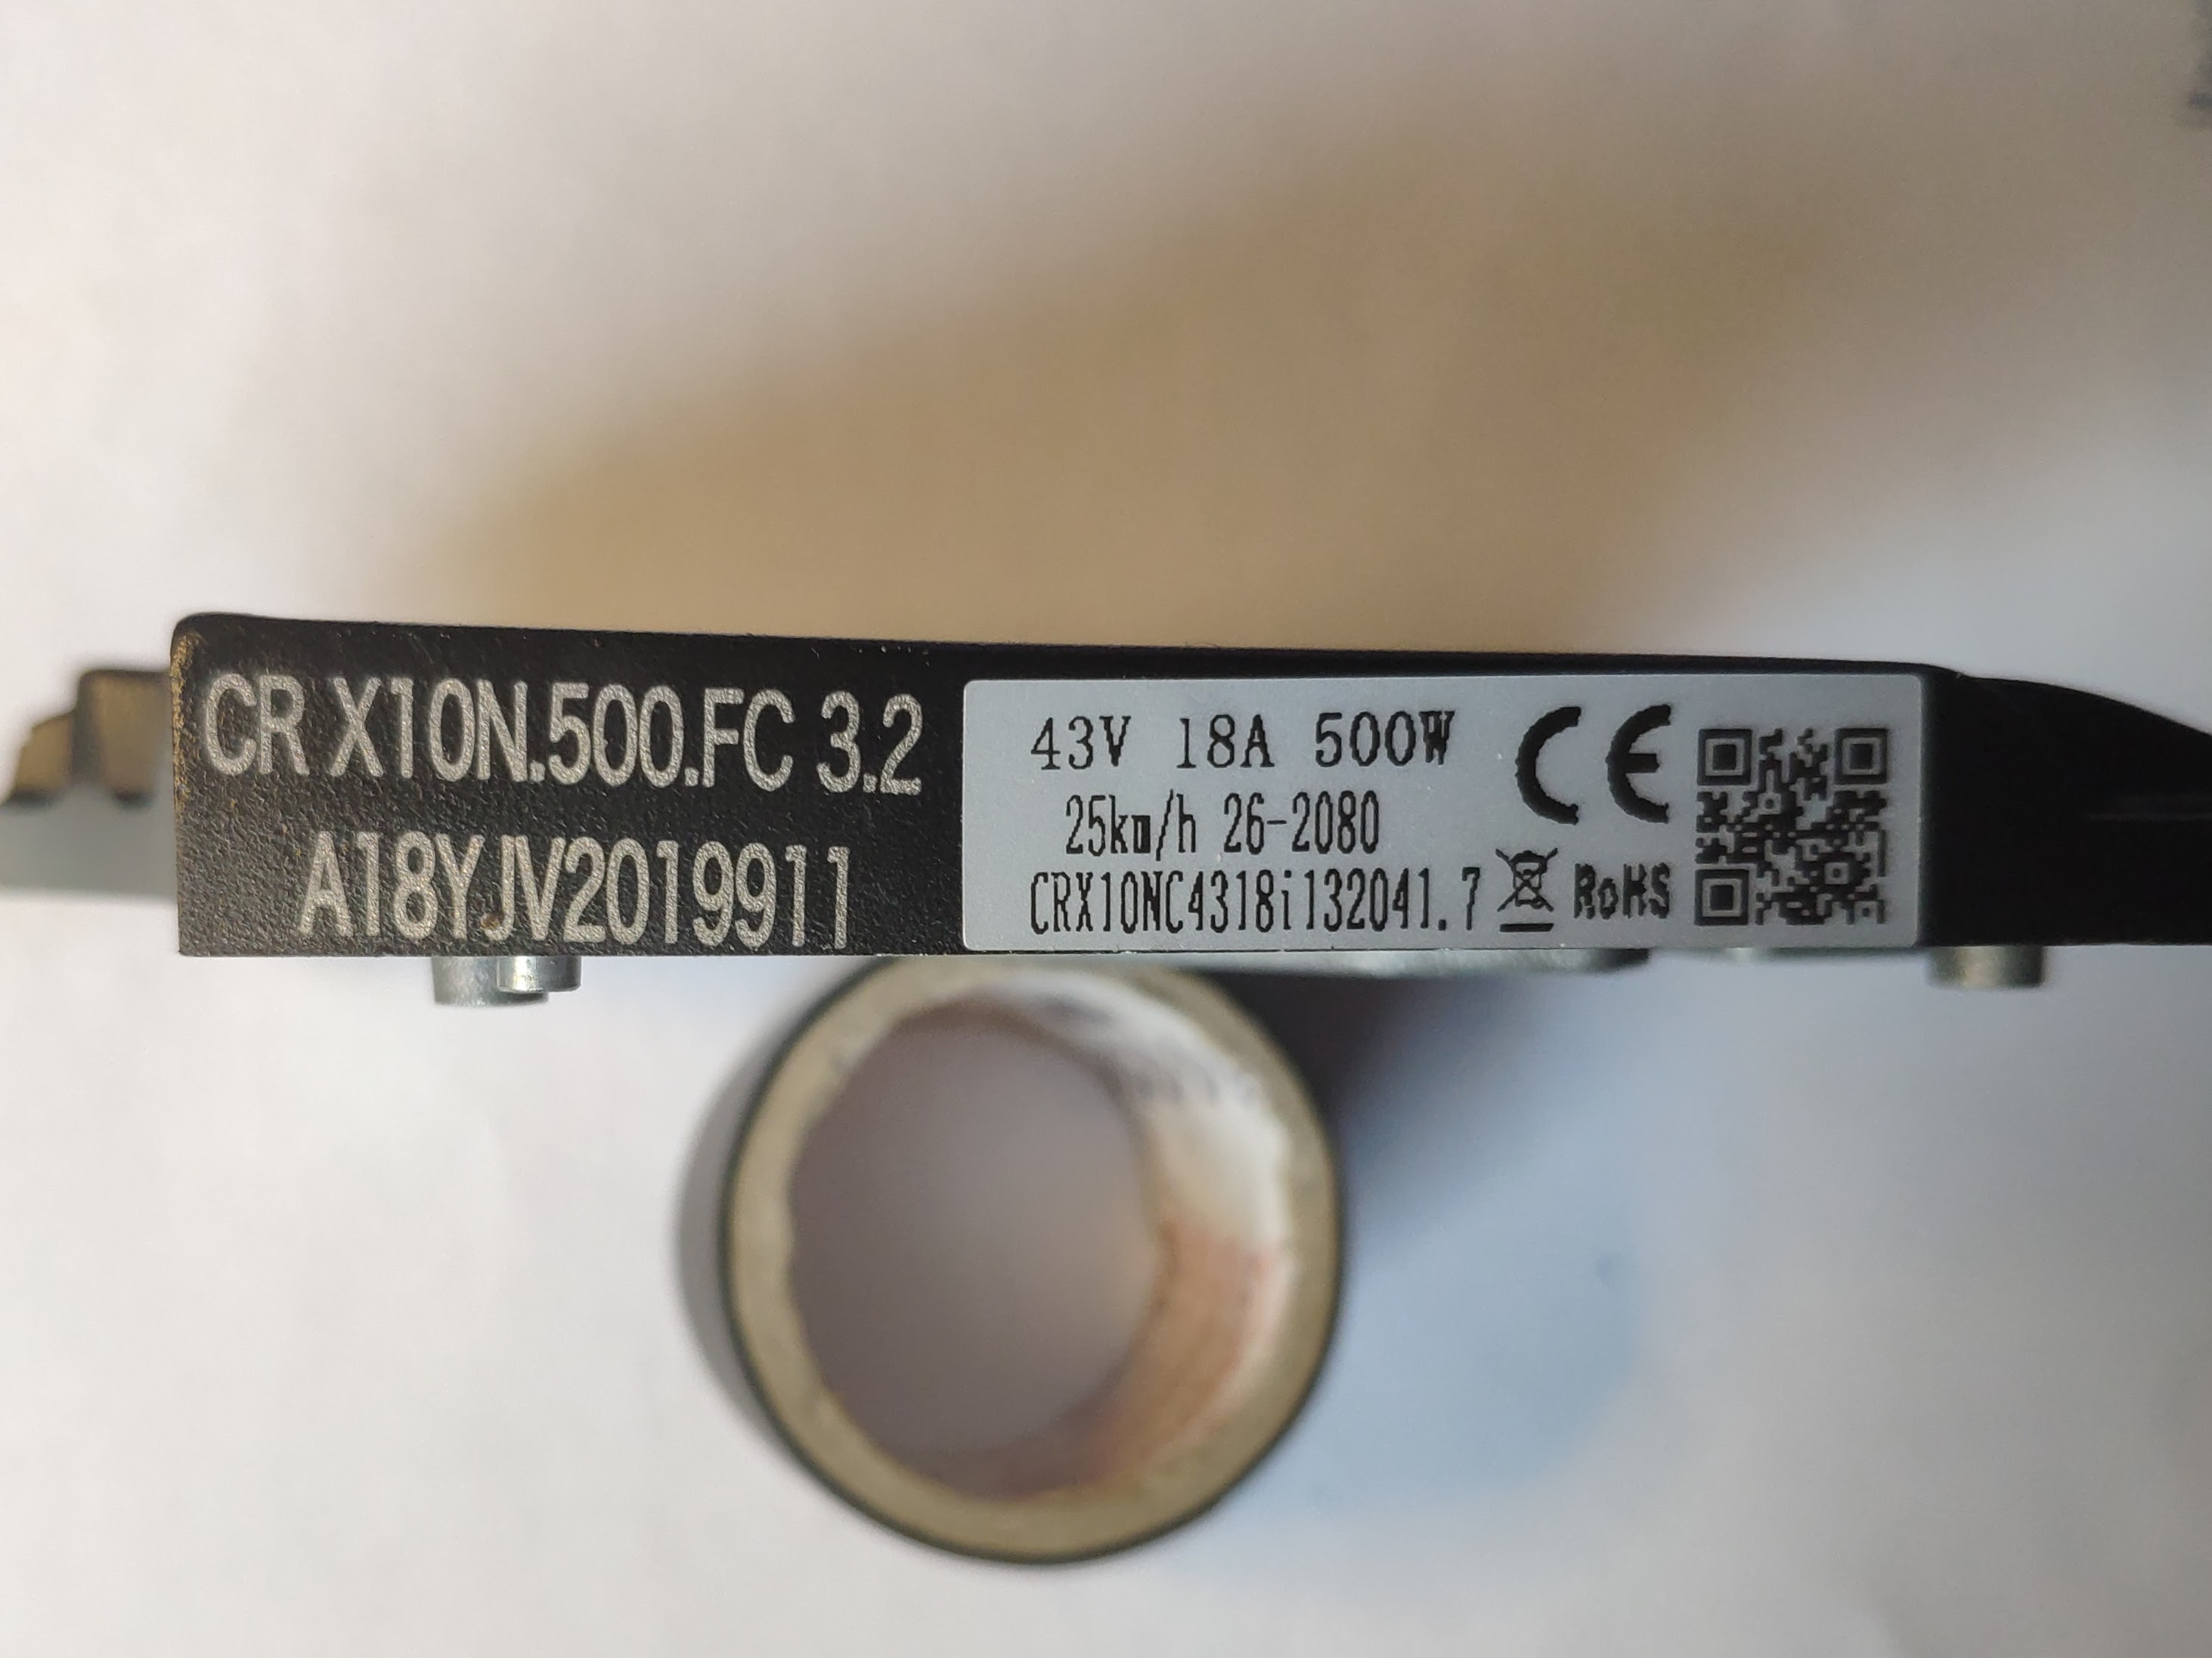 CR X10N.500.FC 3.2
A18YJV2019911
43V 18A 500W
25km/h 26-2080
CRX10NC4318i132041.7
CE
RoHS